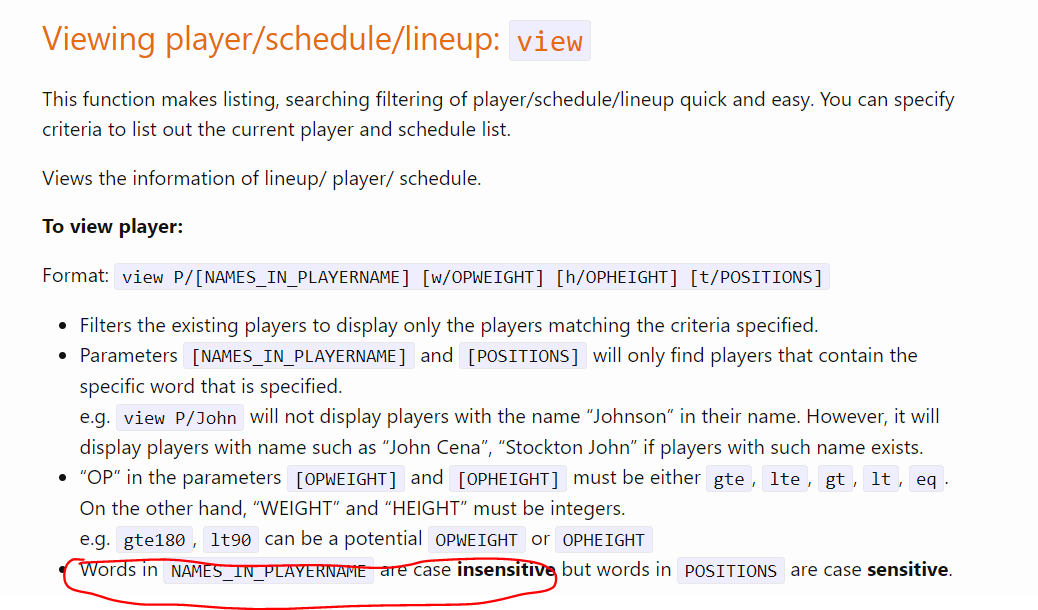 Viewing player/schedule/lineup: view
This function makes listing, searching filtering of player/schedule/lineup quick and easy. You can specify
criteria to list out the current player and schedule list.
Views the information of lineup/ player/ schedule.
To view player:
Format: view P/[NAMES_IN_PLAYERNAME] [w/OPWEIGHT] [h/OPHEIGHT] [t/POSITIONS]
• Filters the existing players to display only the players matching the criteria specified.
• Parameters [NAMES_IN_PLAYERNAME] and [POSITIONS] will only find players that contain the
specific word that is specified.
e.g. view P/John will not display players with the name “Johnson” in their name. However, it will
display players with name such as “John Cena”, “Stockton John” if players with such name exists.
• “OP” in the parameters [OPWEIGHT] and [OPHEIGHT] must be either gte, lte, gt, lt, eq.
On the other hand, “WEIGHT” and “HEIGHT” must be integers.
e.g. gte180, lt90 can be a potential OPWEIGHT or OPHEIGHT
• Words in NAMES_IN_PLAYERNAME are case insensitive but words in POSITIONS are case sensitive.